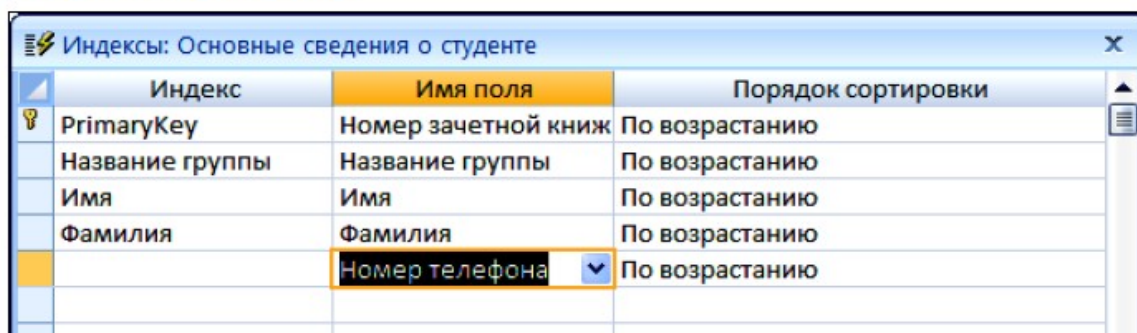 Индексы: Основные сведения о студенте
Индекс Имя поля Порядок сортировки
PrimaryKey Номер зачетной книж По возрастанию
Название группы Название группы По возрастанию
Имя Имя По возрастанию
Фамилия Фамилия По возрастанию
Номер телефона По возрастанию